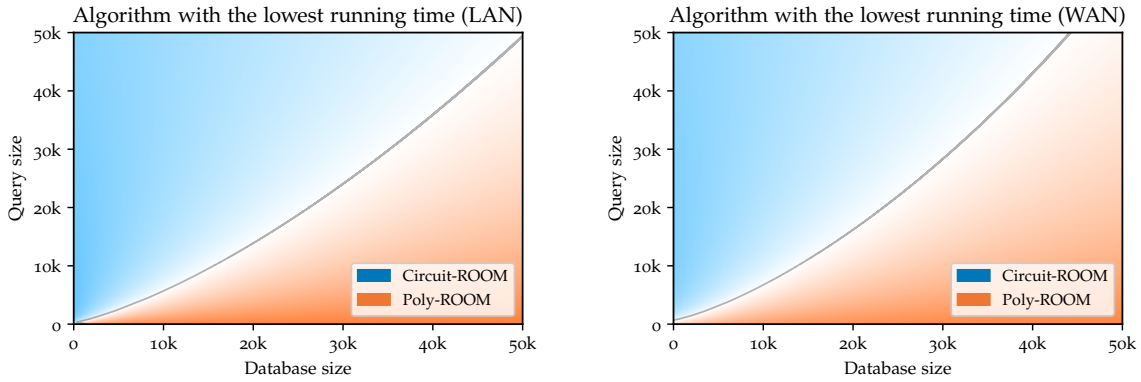 Algorithm with the lowest running time (LAN)
50k
40k
30k
20k
10k
0
Query size
Circuit-ROOM
Poly-ROOM
0 10k 20k 30k 40k 50k
Database size
Algorithm with the lowest running time (WAN)
50k
40k
30k
20k
10k
0
Query size
Circuit-ROOM
Poly-ROOM
0 10k 20k 30k 40k 50k
Database size